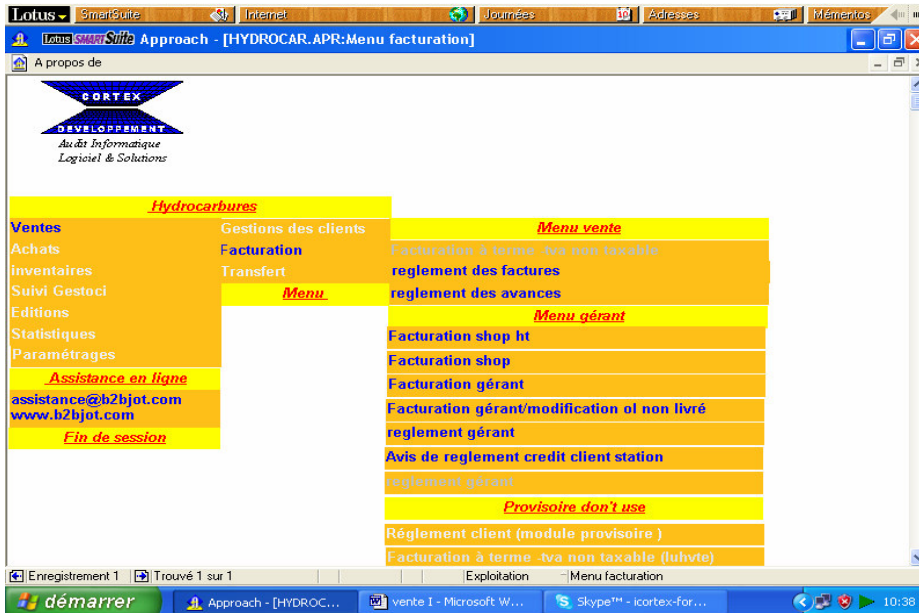 Lotus SmartSuite Internet Journées 10 Adresses Mémentos
Lotus SMARTSuite Approach - [HYDROCAR.APR:Menu facturation]
A propos de
CORTEX
DEVELOPPEMENT
Audit Informatique
Logiciel & Solutions
Hydrocarbures
Ventes
Achats
inventaires
Suivi Gestoci
Editions
Statistiques
Paramétrages
Assistance en ligne
assistance@b2bjot.com
www.b2bjot.com
Fin de session
Gestions des clients
Facturation
Transfert
Menu
Menu vente
Facturation à terme -tva non taxable
reglement des factures
reglement des avances
Menu gérant
Facturation shop ht
Facturation shop
Facturation gérant
Facturation gérant/modification ol non livré
reglement gérant
Avis de reglement credit client station
reglement gérant
Provisoire don't use
Réglement client (module provisoire )
Facturation à terme -tva non taxable (luhvte)
Enregistrement 1 Trouvé 1 sur 1 Exploitation Menu facturation
démarrer Approach - [HYDROC... vente I - Microsoft W... Skype™ - icortex-for... 10:38